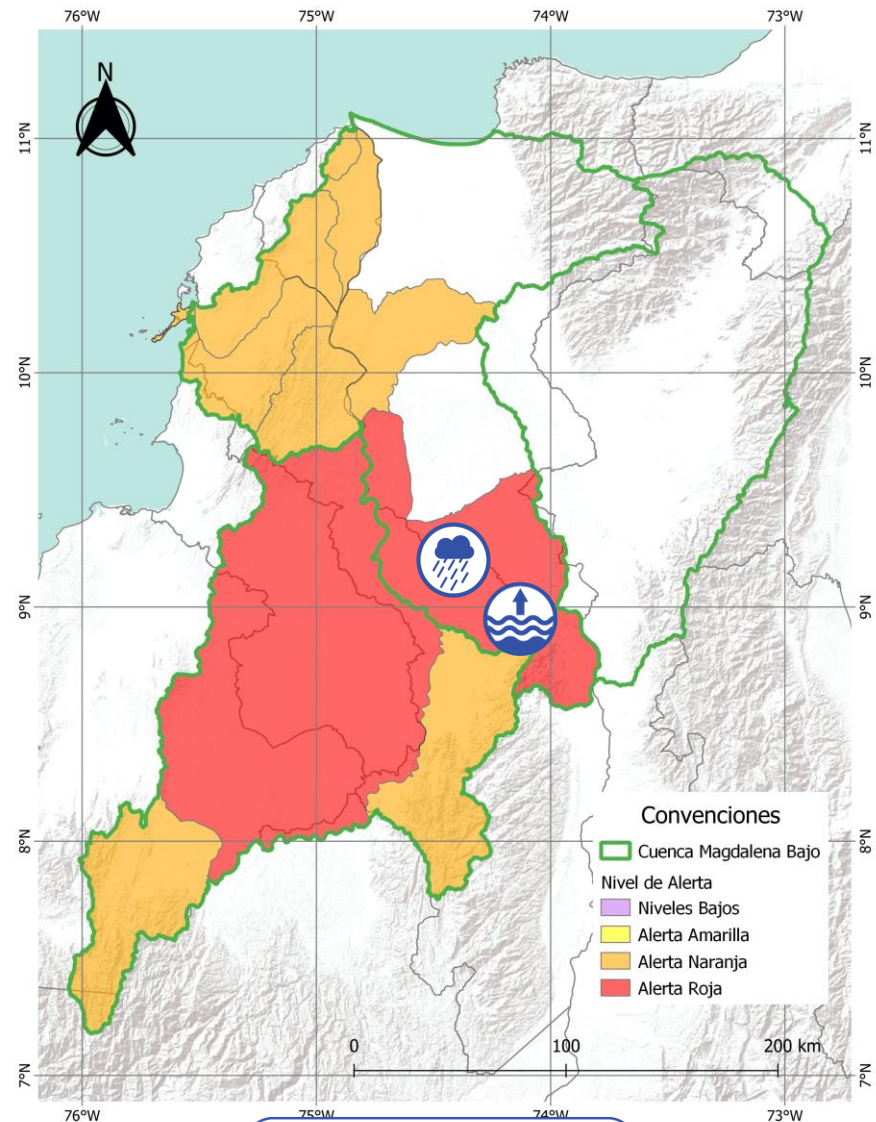 76°W 75°W 74°W 73°W
N
11°N 11°N
10°N 10°N
9°N 9°N
8°N 8°N
Convenciones
Cuenca Magdalena Bajo
Nivel de Alerta
Niveles Bajos
Alerta Amarilla
Alerta Naranja
Alerta Roja
0 100 200 km
7°N 7°N
76°W 75°W 74°W 73°W